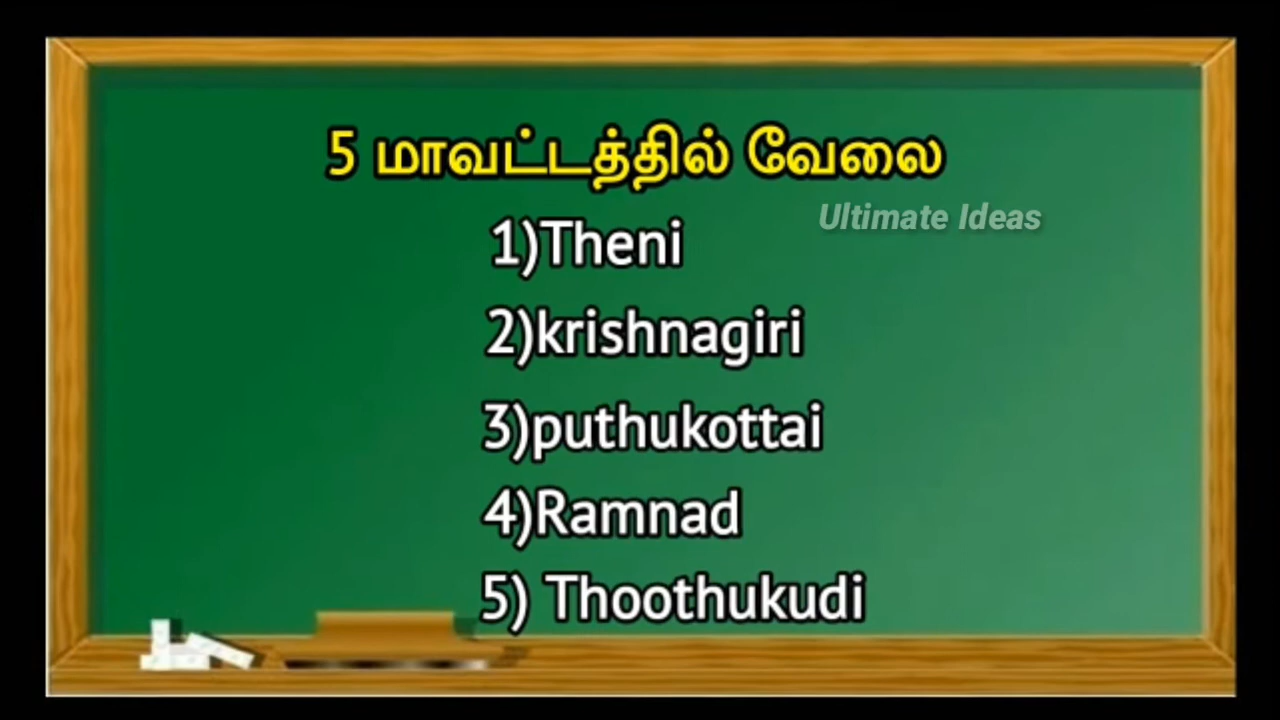 5 மாவட்டத்தில் வேலை
Ultimate Ideas
1)Theni
2)krishnagiri
3)puthukottai
4)Ramnad
5) Thoothukudi